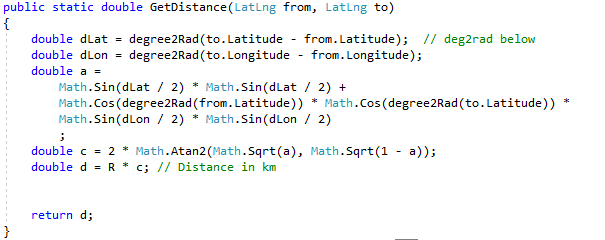 public static double GetDistance(LatLng from, LatLng to)
{
    double dLat = degree2Rad(to.Latitude - from.Latitude);  // deg2rad below
    double dLon = degree2Rad(to.Longitude - from.Longitude);
    double a =
        Math.Sin(dLat / 2) * Math.Sin(dLat / 2) +
        Math.Cos(degree2Rad(from.Latitude)) * Math.Cos(degree2Rad(to.Latitude)) *
        Math.Sin(dLon / 2) * Math.Sin(dLon / 2)
        ;
    double c = 2 * Math.Atan2(Math.Sqrt(a), Math.Sqrt(1 - a));
    double d = R * c; // Distance in km
    return d;
}